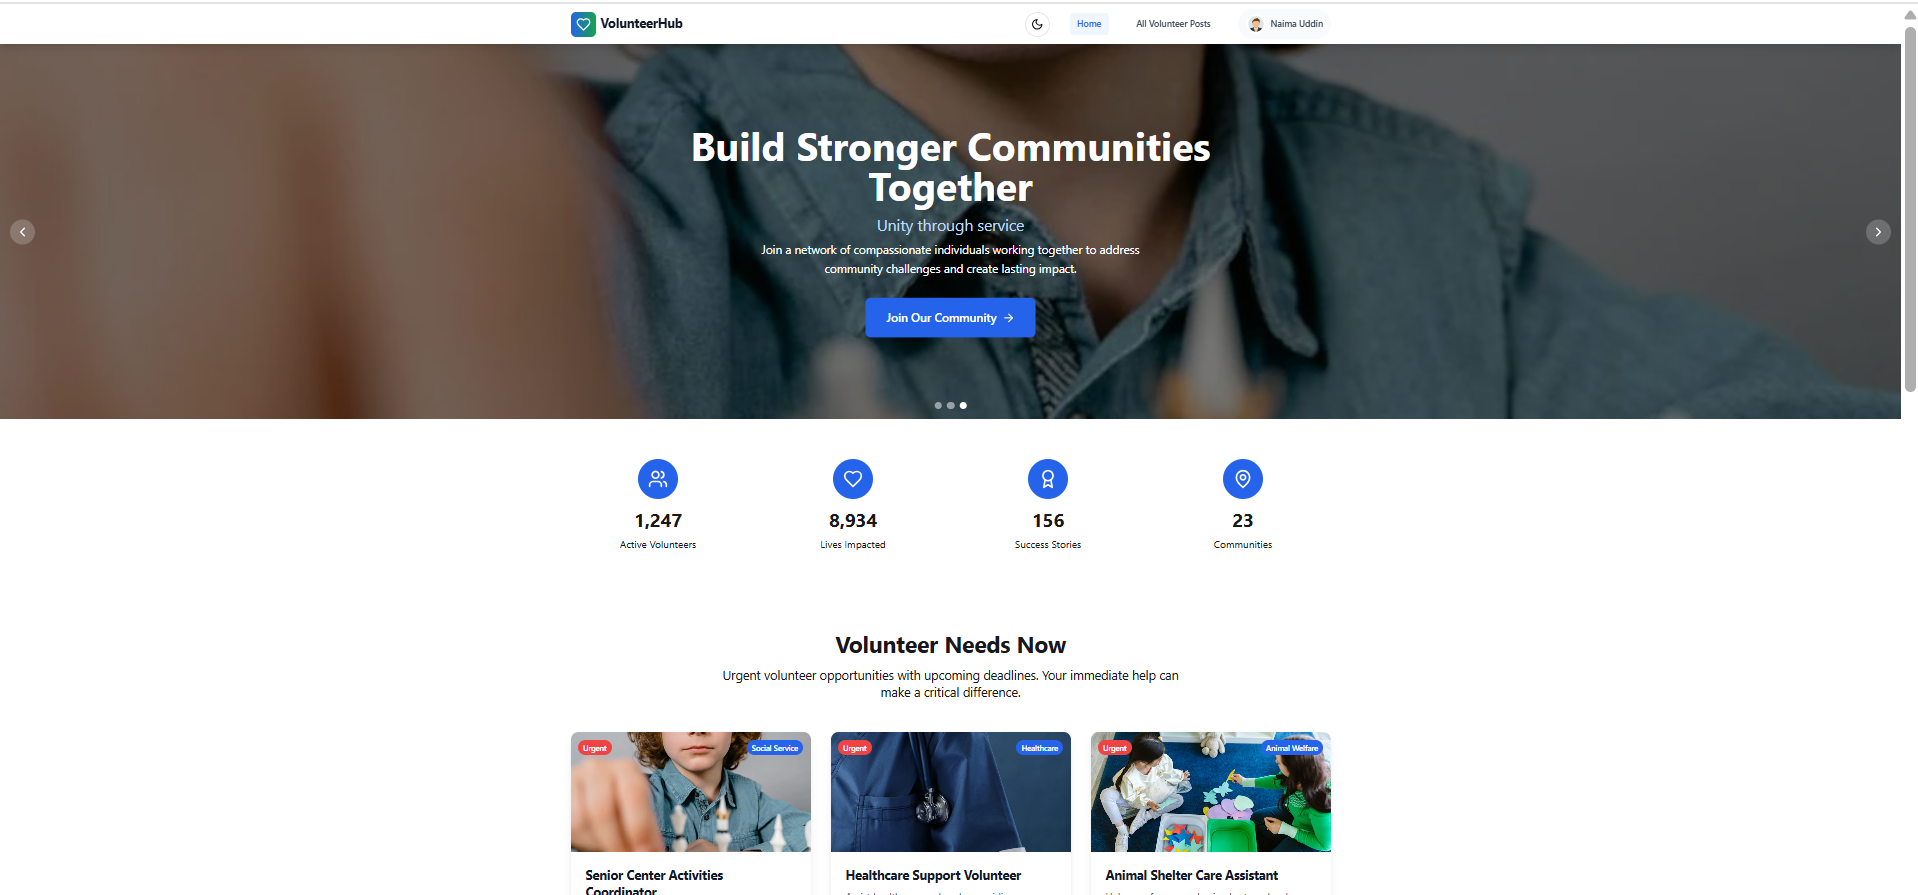 VolunteerHub
Home
All Volunteer Posts
Naima Uddin
Build Stronger Communities
Together
Unity through service
Join a network of compassionate individuals working together to address
community challenges and create lasting impact.
Join Our Community
1,247
Active Volunteers
8,934
Lives Impacted
156
Success Stories
23
Communities
Volunteer Needs Now
Urgent volunteer opportunities with upcoming deadlines. Your immediate help can
make a critical difference.
Urgent
Social Service
Senior Center Activities
Coordinator
Urgent
Healthcare
Healthcare Support Volunteer
Urgent
Animal Welfare
Animal Shelter Care Assistant